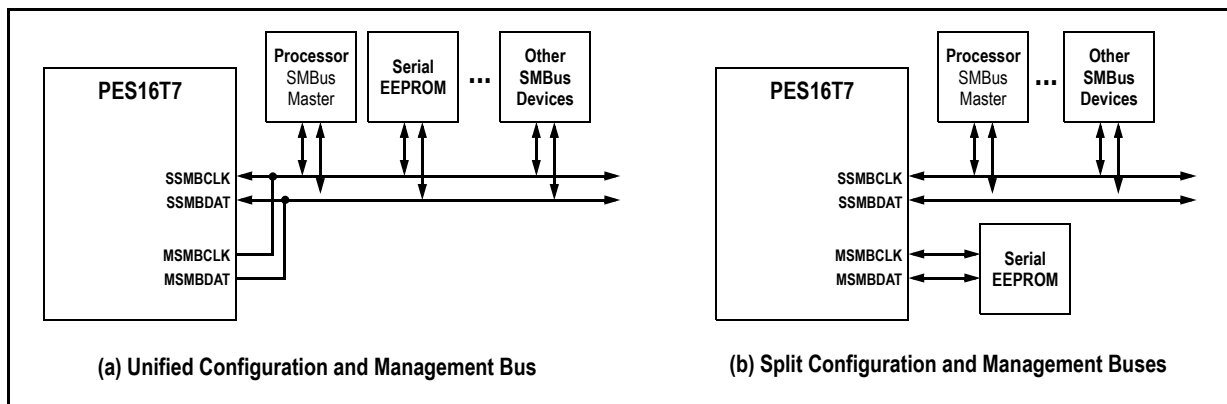 PES16T7
Processor
SMBus
Master
Serial
EEPROM
...
Other
SMBus
Devices
SSMBCLK
SSMBDAT
MSMBCLK
MSMBDAT
(a) Unified Configuration and Management Bus
PES16T7
Processor
SMBus
Master
...
Other
SMBus
Devices
SSMBCLK
SSMBDAT
MSMBCLK
MSMBDAT
Serial
EEPROM
(b) Split Configuration and Management Buses